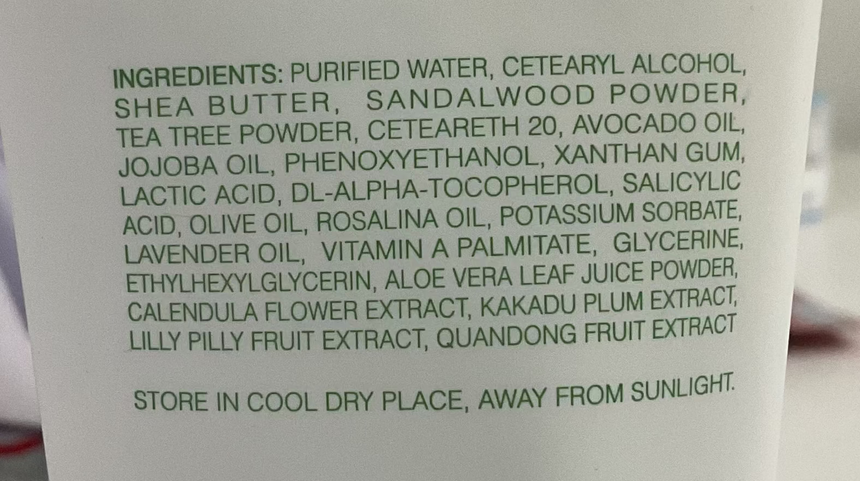 INGREDIENTS: PURIFIED WATER, CETEARYL ALCOHOL,
SHEA BUTTER, SANDALWOOD POWDER,
TEA TREE POWDER, CETEARETH 20, AVOCADO OIL,
JOJOBA OIL, PHENOXYETHANOL, XANTHAN GUM,
LACTIC ACID, DL-ALPHA-TOCOPHEROL, SALICYLIC
ACID, OLIVE OIL, ROSALINA OIL, POTASSIUM SORBATE,
LAVENDER OIL, VITAMIN A PALMITATE, GLYCERINE,
ETHYLHEXYLGLYCERIN, ALOE VERA LEAF JUICE POWDER,
CALENDULA FLOWER EXTRACT, KAKADU PLUM EXTRACT,
LILLY PILLY FRUIT EXTRACT, QUANDONG FRUIT EXTRACT
STORE IN COOL DRY PLACE, AWAY FROM SUNLIGHT.